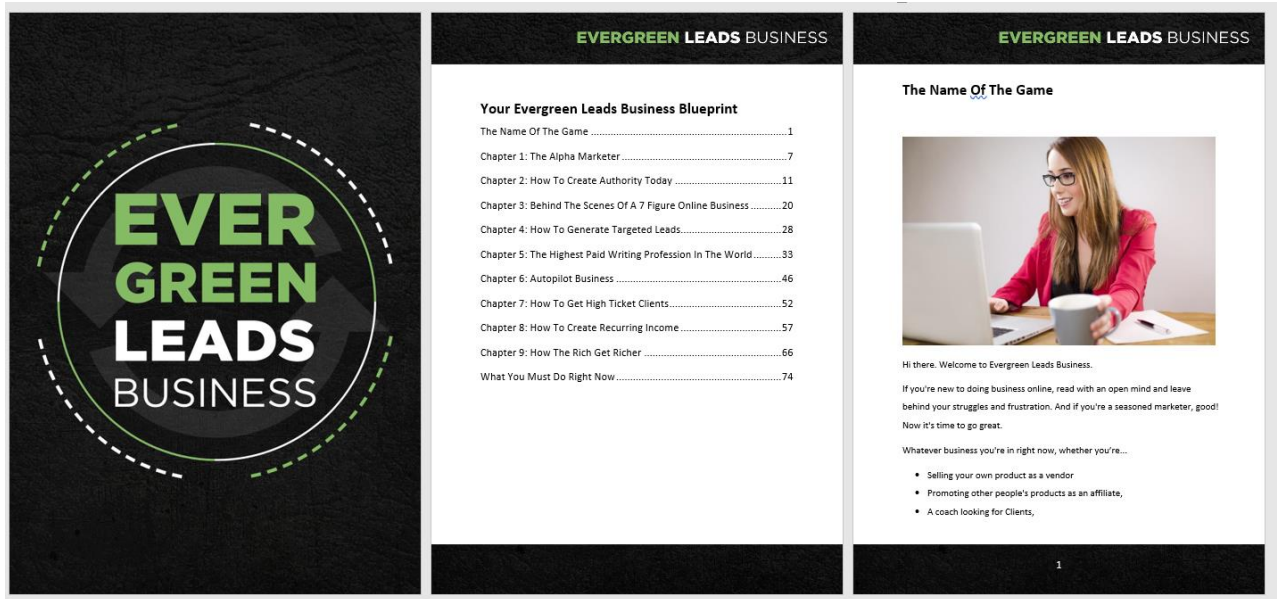 EVER
GREEN
LEADS
BUSINESS
EVERGREEN LEADS BUSINESS
Your Evergreen Leads Business Blueprint
The Name Of The Game ..........1
Chapter 1: The Alpha Marketer ..........7
Chapter 2: How To Create Authority Today ..........11
Chapter 3: Behind The Scenes Of A 7 Figure Online Business ..........20
Chapter 4: How To Generate Targeted Leads..........28
Chapter 5: The Highest Paid Writing Profession In The World..........33
Chapter 6: Autopilot Business ..........46
Chapter 7: How To Get High Ticket Clients..........52
Chapter 8: How To Create Recurring Income..........57
Chapter 9: How The Rich Get Richer ..........66
What You Must Do Right Now..........74
EVERGREEN LEADS BUSINESS
The Name Of The Game
Hi there. Welcome to Evergreen Leads Business.
If you're new to doing business online, read with an open mind and leave
behind your struggles and frustration. And if you're a seasoned marketer, good!
Now it's time to go great.
Whatever business you're in right now, whether you're...
• Selling your own product as a vendor
• Promoting other people's products as an affiliate,
• A coach looking for Clients,
1